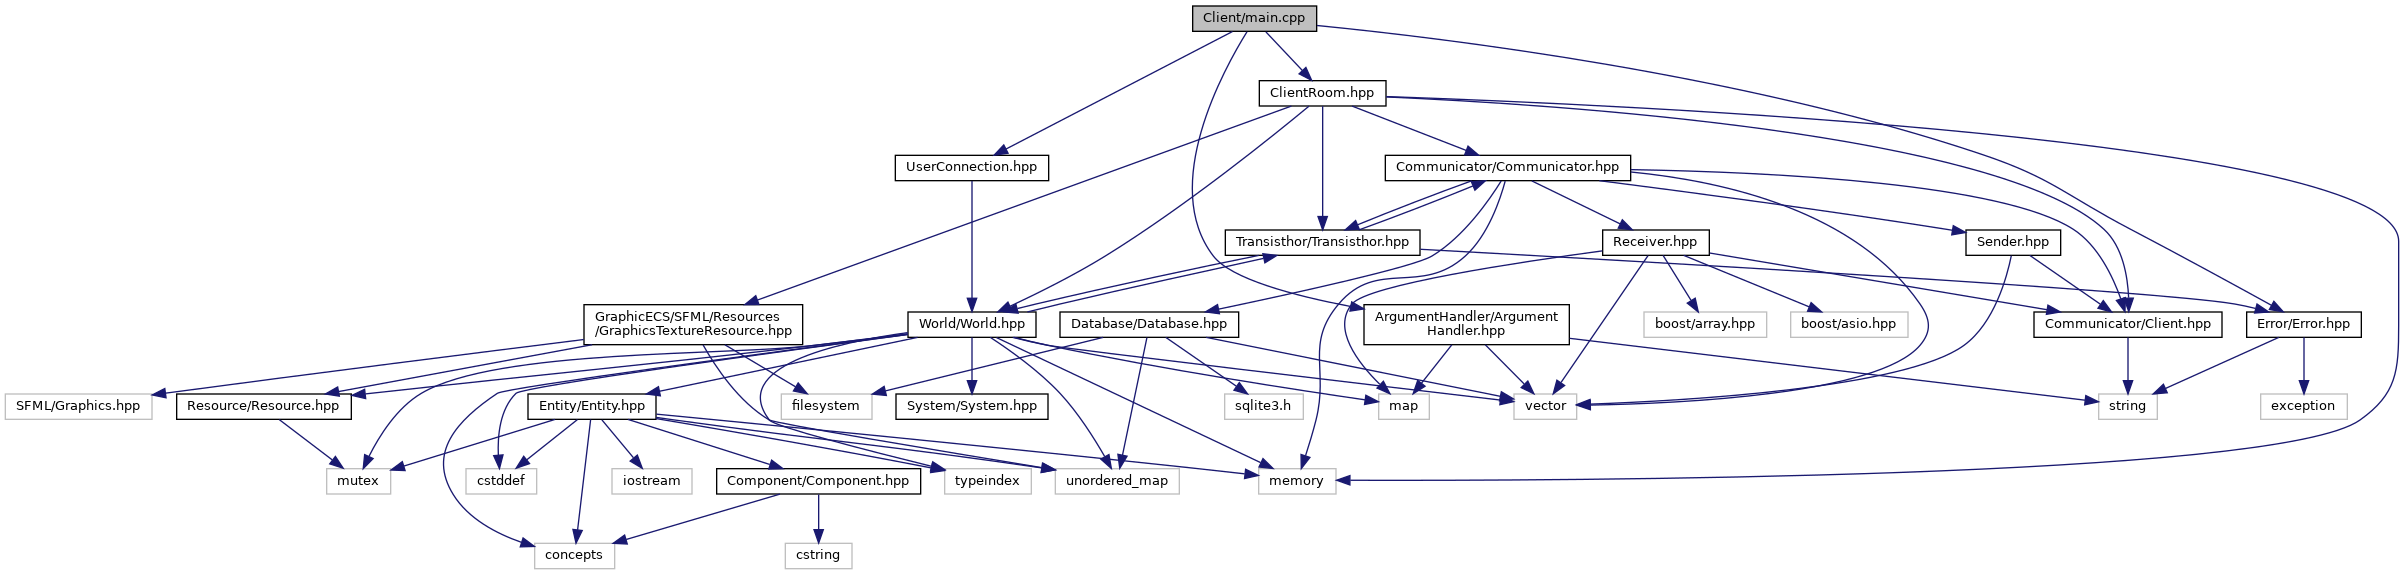 Client/main.cpp
ClientRoom.hpp
UserConnection.hpp
Communicator/Communicator.hpp
Transisthor/Transisthor.hpp
Receiver.hpp
Sender.hpp
GraphicECS/SFML/Resources
/GraphicsTextureResource.hpp
World/World.hpp
Database/Database.hpp
ArgumentHandler/Argument
Handler.hpp
boost/array.hpp
boost/asio.hpp
Communicator/Client.hpp
Error/Error.hpp
SFML/Graphics.hpp
Resource/Resource.hpp
Entity/Entity.hpp
filesystem
System/System.hpp
sqlite3.h
map
vector
string
exception
mutex
cstddef
iostream
Component/Component.hpp
typeindex
unordered_map
memory
concepts
cstring